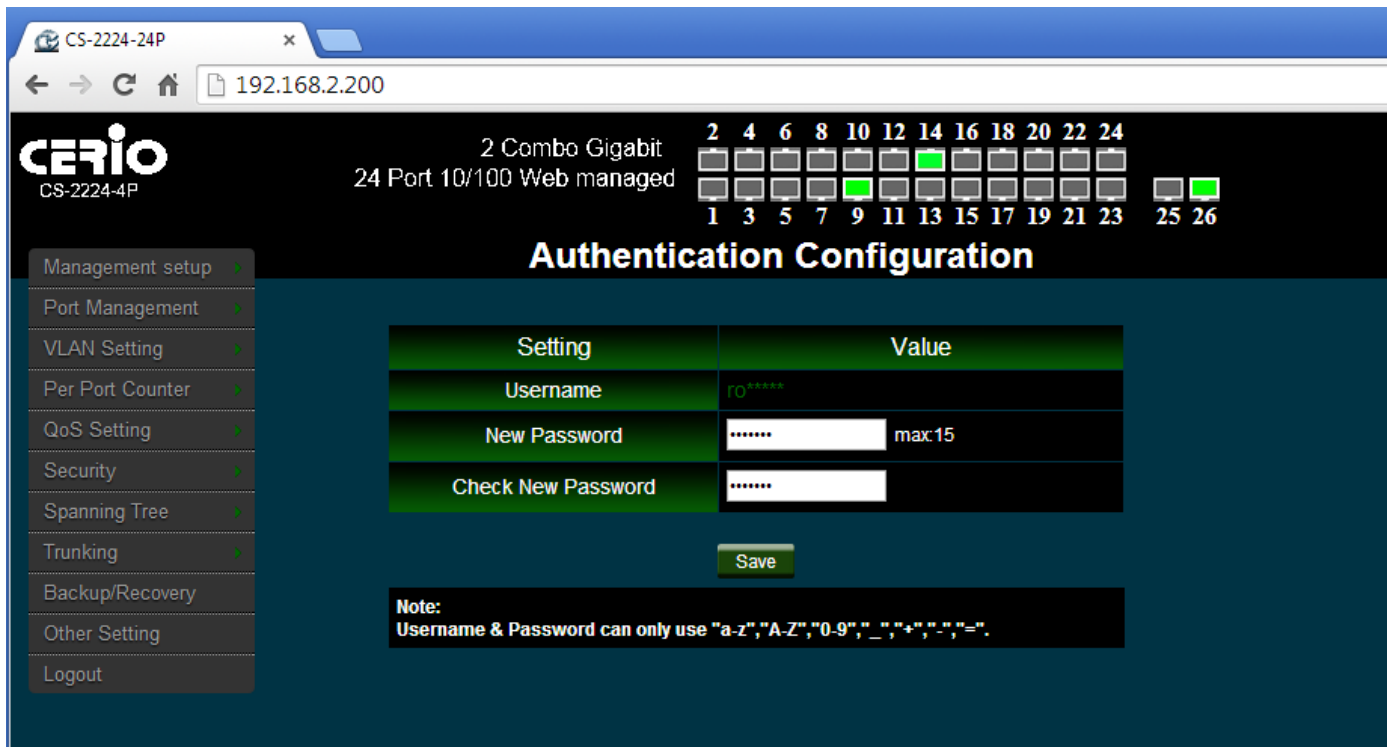 CS-2224-24P
192.168.2.200
CERIO
CS-2224-4P
2 Combo Gigabit
24 Port 10/100 Web managed
2 4 6 8 10 12 14 16 18 20 22 24
1 3 5 7 9 11 13 15 17 19 21 23 25 26
Authentication Configuration
Management setup
Port Management
VLAN Setting
Per Port Counter
QoS Setting
Security
Spanning Tree
Trunking
Backup/Recovery
Other Setting
Logout
Setting Value
Username ro*****
New Password ••••••• max:15
Check New Password •••••••
Save
Note:
Username & Password can only use "a-z","A-Z","0-9","_","+","-","=".